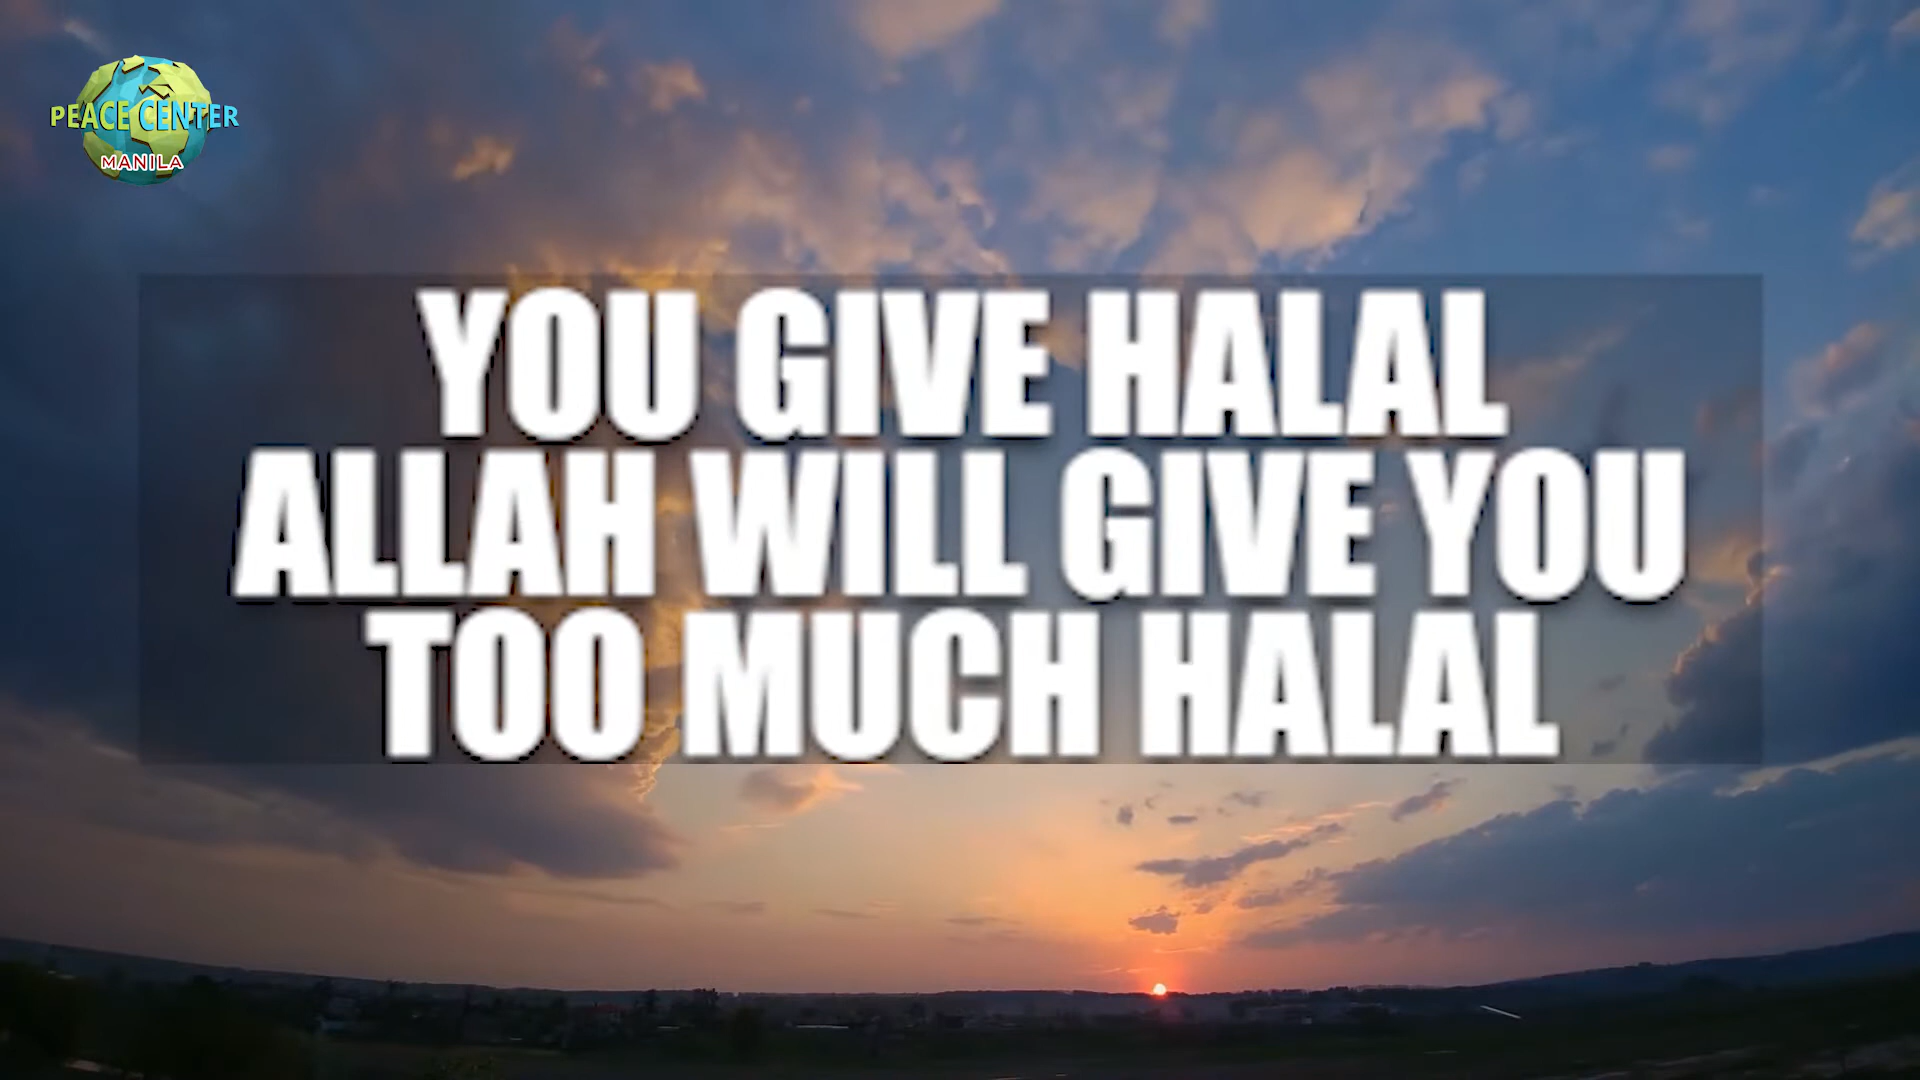 PEACE CENTER
MANILA
YOU GIVE HALAL
ALLAH WILL GIVE YOU
TOO MUCH HALAL